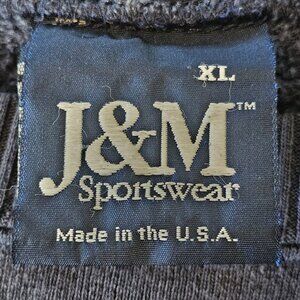 XL
J&M™
Sportswear
Made in the U.S.A.